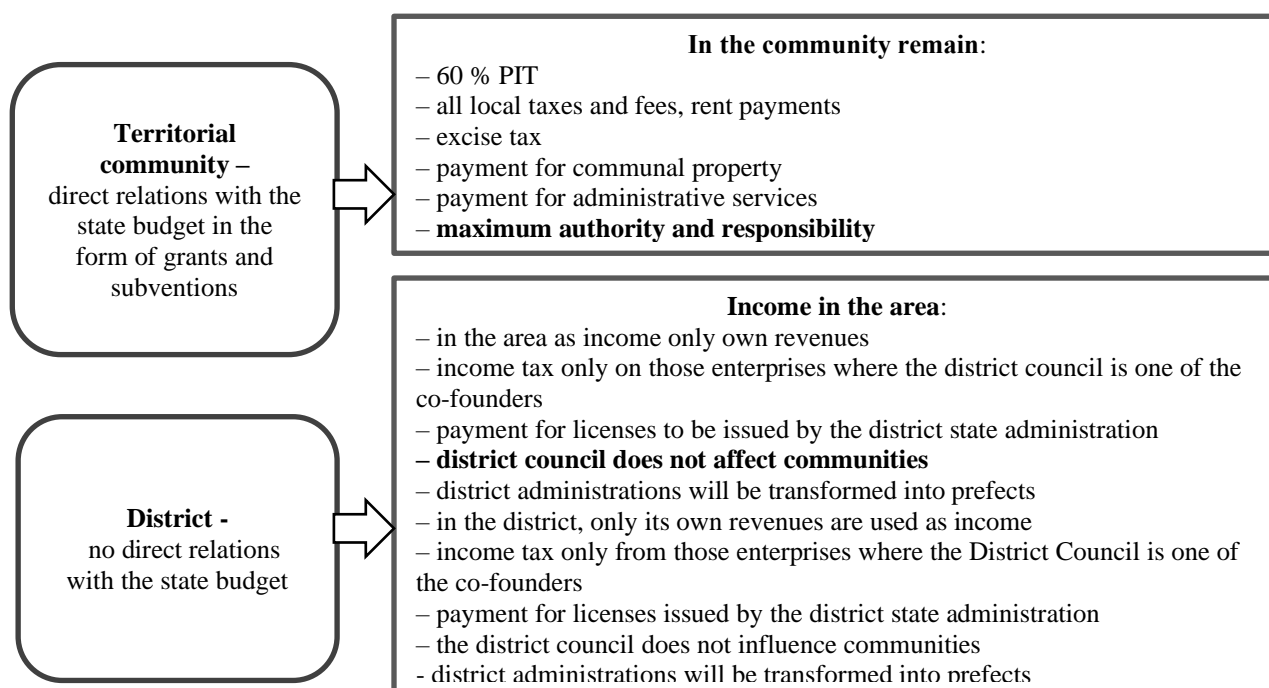 Territorial
community –
direct relations with the
state budget in the
form of grants and
subventions
In the community remain:
– 60 % PIT
– all local taxes and fees, rent payments
– excise tax
– payment for communal property
– payment for administrative services
– maximum authority and responsibility
District -
no direct relations
with the state budget
Income in the area:
– in the area as income only own revenues
– income tax only on those enterprises where the district council is one of the
co-founders
– payment for licenses to be issued by the district state administration
– district council does not affect communities
– district administrations will be transformed into prefects
– in the district, only its own revenues are used as income
– income tax only from those enterprises where the District Council is one of
the co-founders
– payment for licenses issued by the district state administration
– the district council does not influence communities
- district administrations will be transformed into prefects